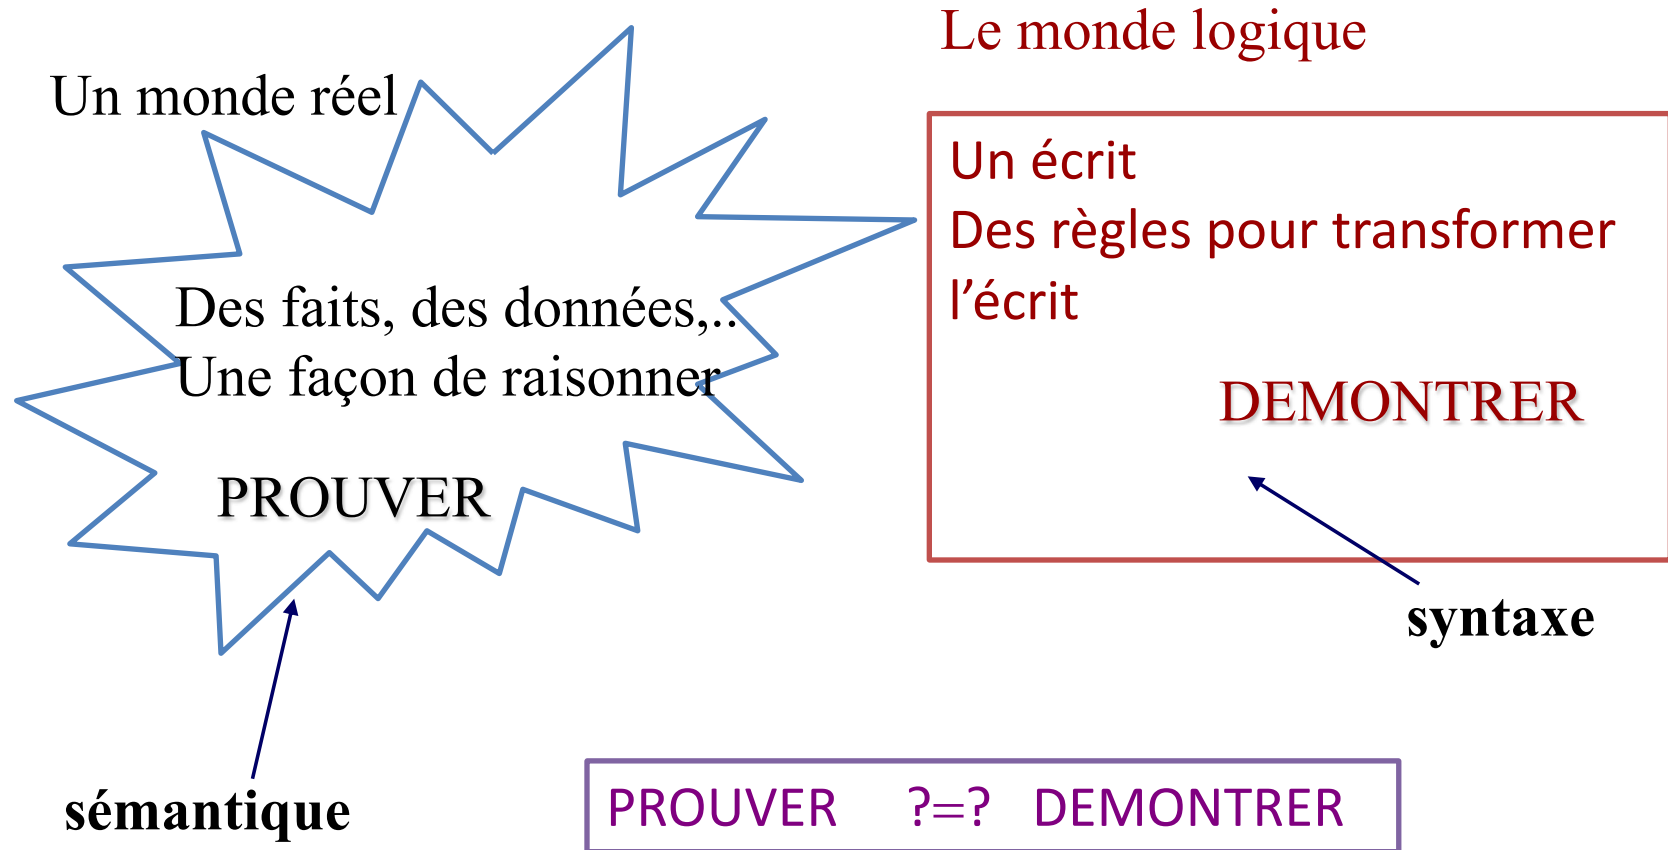 Le monde logique
Un monde réel
Un écrit
Des règles pour transformer
l’écrit
Des faits, des données,..
Une façon de raisonner
DEMONTRER
PROUVER
syntaxe
sémantique
PROUVER ?=? DEMONTRER